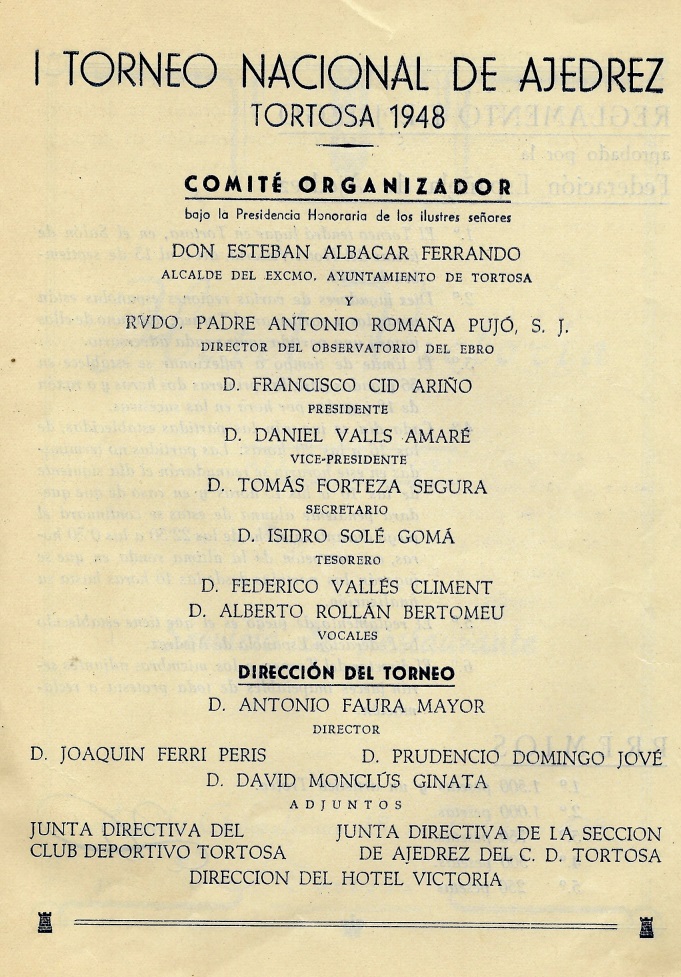 I TORNEO NACIONAL DE AJEDREZ
TORTOSA 1948
COMITÉ ORGANIZADOR
bajo la Presidencia Honoraria de los ilustres señores
DON ESTEBAN ALBACAR FERRANDO
ALCALDE DEL EXCMO. AYUNTAMIENTO DE TORTOSA
Y
RVDO. PADRE ANTONIO ROMAÑA PUJÓ, S. J.
DIRECTOR DEL OBSERVATORIO DEL EBRO
D. FRANCISCO CID ARIÑO
PRESIDENTE
D. DANIEL VALLS AMARÉ
VICE-PRESIDENTE
D. TOMÁS FORTEZA SEGURA
SECRETARIO
D. ISIDRO SOLÉ GOMÁ
TESORERO
D. FEDERICO VALLÉS CLIMENT
D. ALBERTO ROLLÁN BERTOMEU
VOCALES
DIRECCIÓN DEL TORNEO
D. ANTONIO FAURA MAYOR
DIRECTOR
D. JOAQUIN FERRI PERIS D. PRUDENCIO DOMINGO JOVÉ
D. DAVID MONCLÚS GINATA
ADJUNTOS
JUNTA DIRECTIVA DEL JUNTA DIRECTIVA DE LA SECCION
CLUB DEPORTIVO TORTOSA DE AJEDREZ DEL C. D. TORTOSA
DIRECCION DEL HOTEL VICTORIA